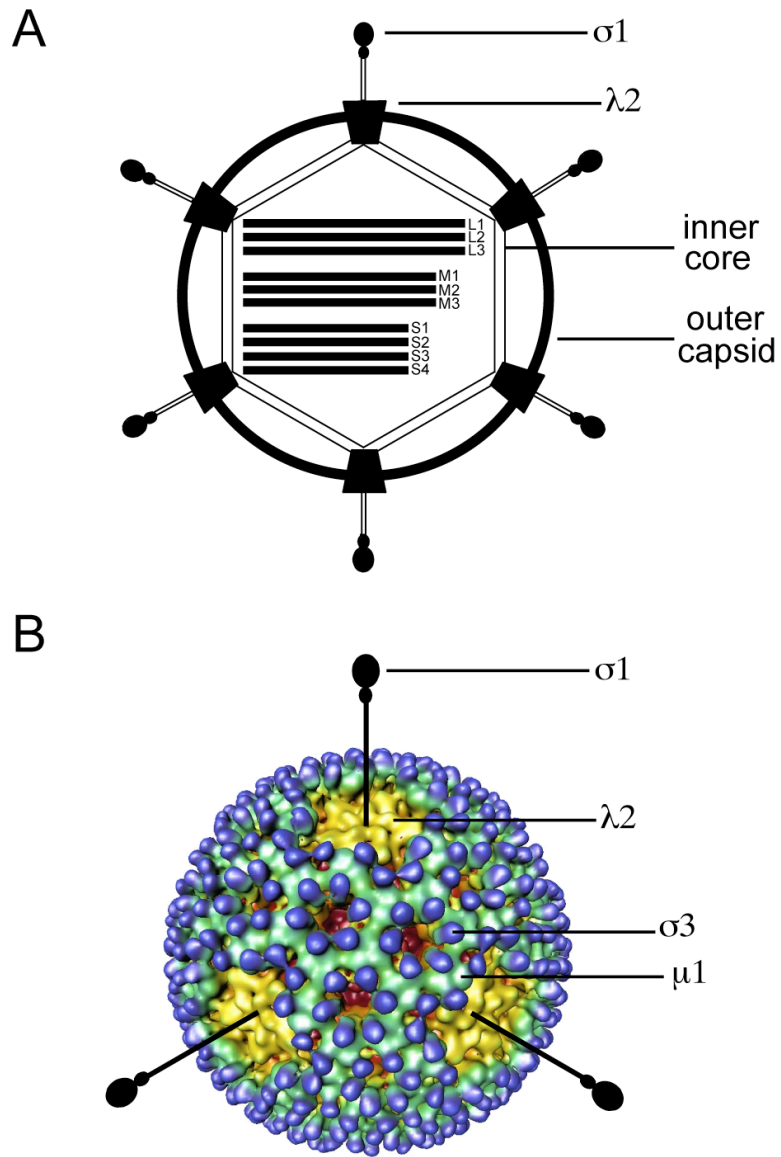 A
σ1
λ2
L1
L2
L3
inner
core
M1
M2
M3
outer
capsid
S1
S2
S3
S4
B
σ1
λ2
σ3
μ1